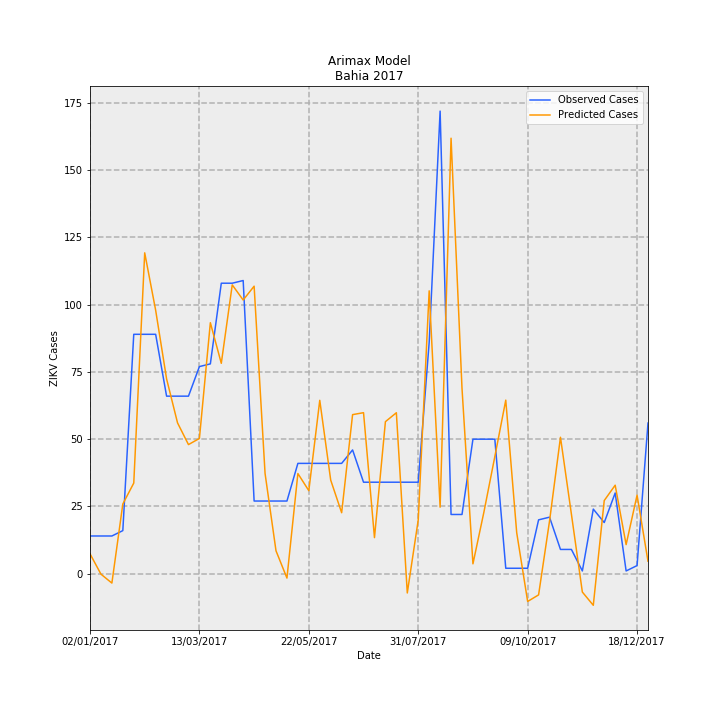 Arimax Model
Bahia 2017
Observed Cases
Predicted Cases
175
150
125
100
75
50
25
0
ZIKV Cases
02/01/2017 13/03/2017 22/05/2017 31/07/2017 09/10/2017 18/12/2017
Date